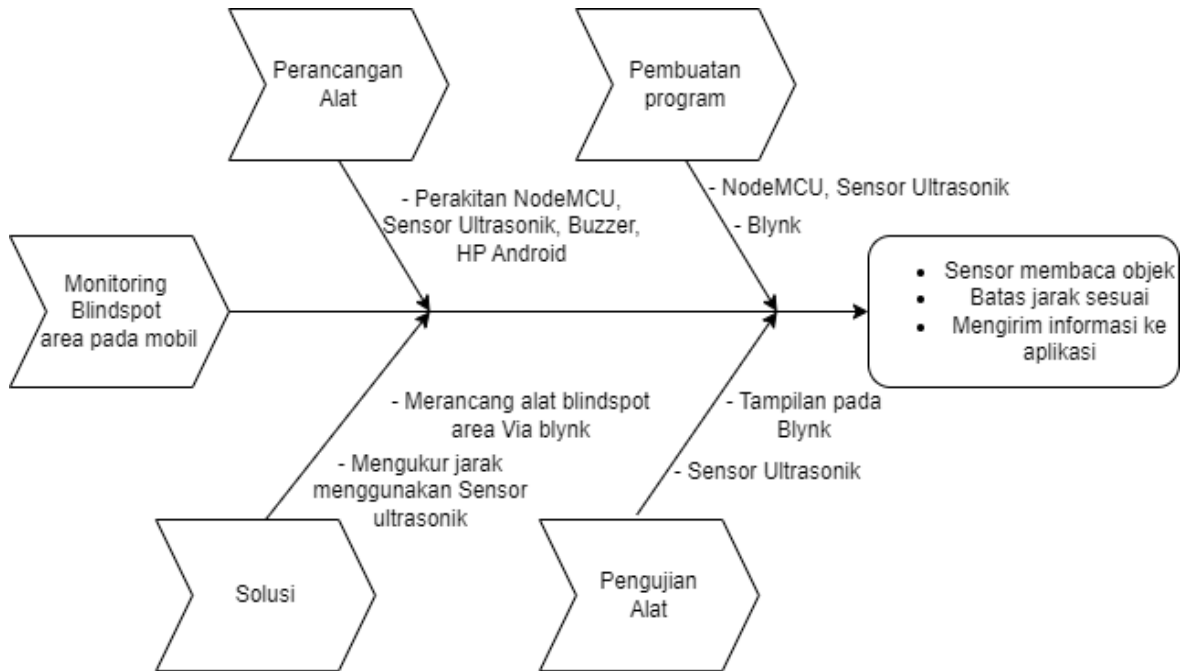 Perancangan
Alat
Pembuatan
program
- Perakitan NodeMCU,
Sensor Ultrasonik, Buzzer,
HP Android
- NodeMCU, Sensor Ultrasonik
- Blynk
Monitoring
Blindspot
area pada mobil
• Sensor membaca objek
• Batas jarak sesuai
• Mengirim informasi ke
aplikasi
- Merancang alat blindspot
area Via blynk
- Mengukur jarak
menggunakan Sensor
ultrasonik
- Tampilan pada
Blynk
- Sensor Ultrasonik
Solusi
Pengujian
Alat